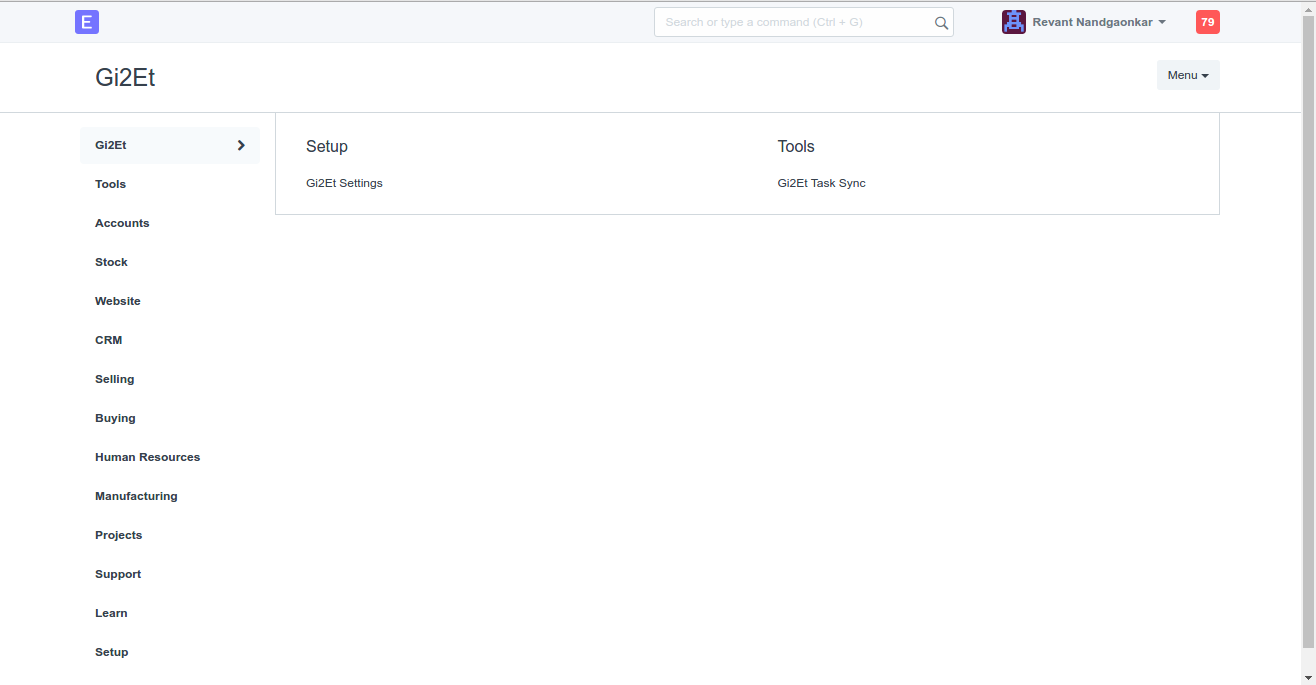 E
Search or type a command (Ctrl + G)
Revant Nandgaonkar
79
Gi2Et
Menu
Gi2Et
Tools
Accounts
Stock
Website
CRM
Selling
Buying
Human Resources
Manufacturing
Projects
Support
Learn
Setup
Setup
Gi2Et Settings
Tools
Gi2Et Task Sync